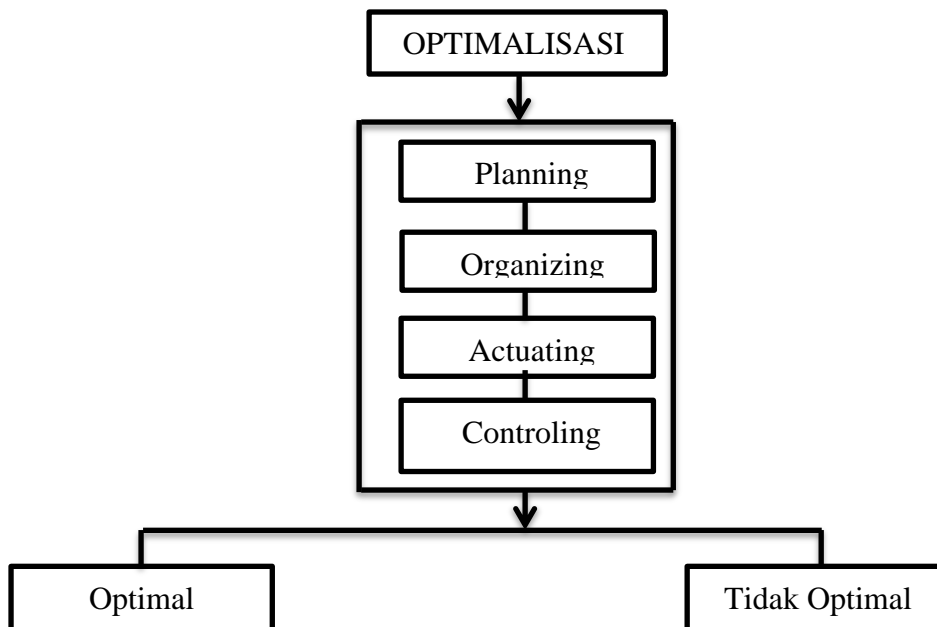 OPTIMALISASI
Planning
Organizing
Actuating
Controling
Optimal
Tidak Optimal